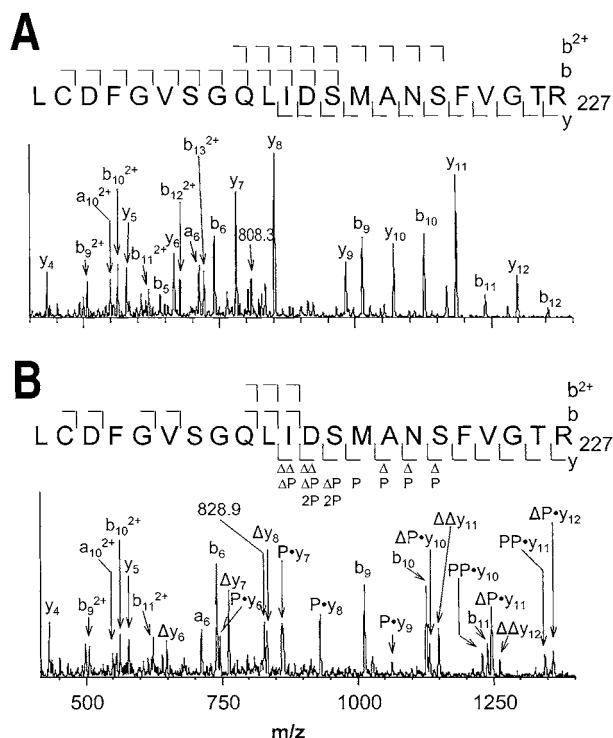 A
b²⁺
b
L C D F G V S G Q L I D S M A N S F V G T R 227
y
y₄
b₉²⁺
a₁₀²⁺
b₁₀²⁺
y₅
b₁₁²⁺
b₅
y₆
b₁₂²⁺
a₆
b₁₃²⁺
b₆
y₇
808.3
y₈
y₉
b₉
y₁₀
b₁₀
y₁₁
b₁₁
y₁₂
b₁₂
B
b²⁺
b
L C D F G V S G Q L I D S M A N S F V G T R 227
y
ΔΔ ΔΔ ΔP P Δ Δ Δ
ΔP ΔP 2P P P P
2P
y₄
b₉²⁺
a₁₀²⁺
b₁₀²⁺
y₅
b₁₁²⁺
Δy₆
a₆
b₆
P•y₆
Δy₇
828.9
Δy₈
P•y₇
P•y₈
b₉
P•y₉
b₁₀
ΔP•y₁₀
ΔΔy₁₁
PP•y₁₀
b₁₁
ΔP•y₁₁
ΔΔy₁₂
PP•y₁₁
ΔP•y₁₂
500 750 1000 1250
m/z